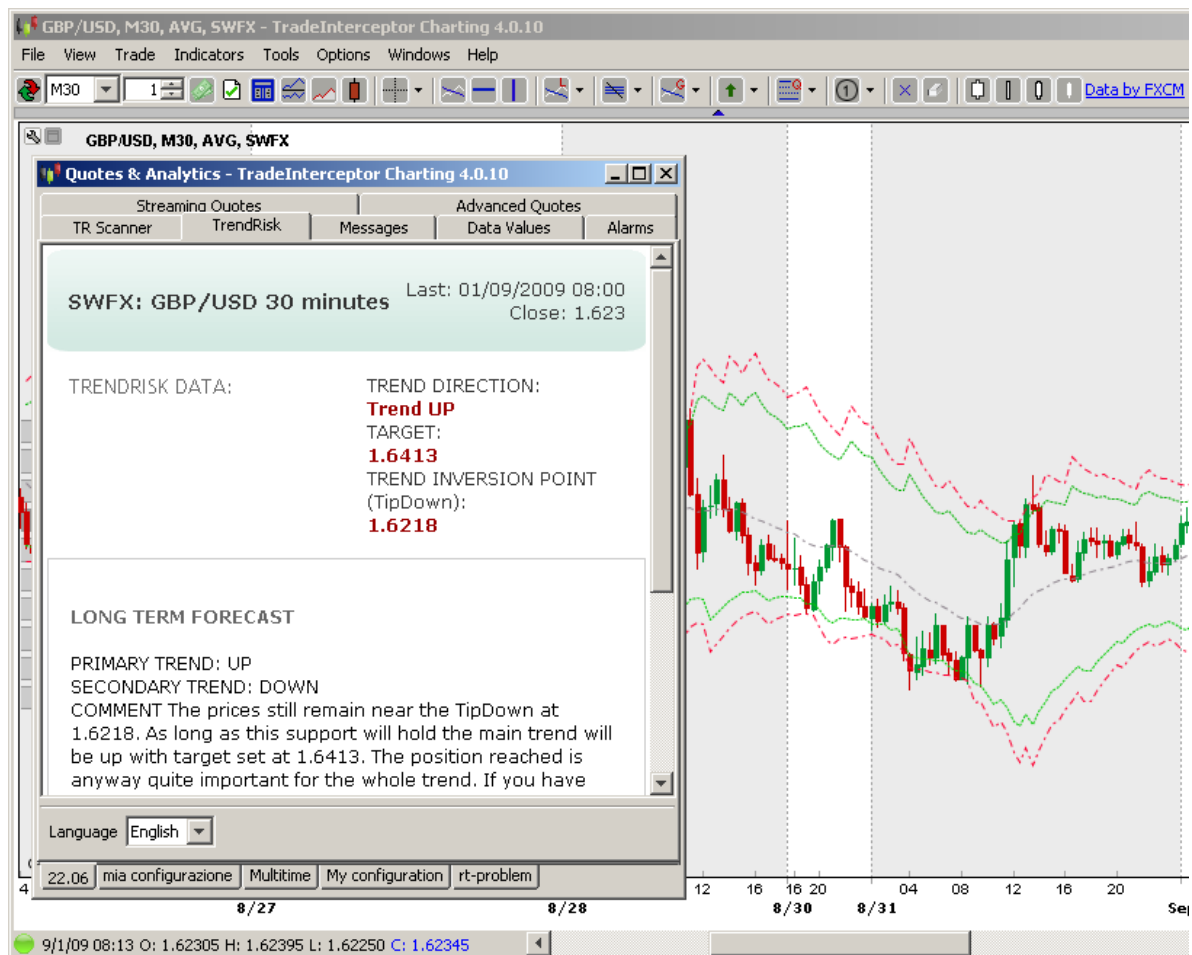 GBP/USD, M30, AVG, SWFX - TradeInterceptor Charting 4.0.10
File View Trade Indicators Tools Options Windows Help
M30 1 Data by FXCM
GBP/USD, M30, AVG, SWFX
Quotes & Analytics - TradeInterceptor Charting 4.0.10
Streaming Quotes Advanced Quotes
TR Scanner TrendRisk Messages Data Values Alarms
SWFX: GBP/USD 30 minutes
Last: 01/09/2009 08:00
Close: 1.623
TRENDRISK DATA:
TREND DIRECTION:
Trend UP
TARGET:
1.6413
TREND INVERSION POINT
(TipDown):
1.6218
LONG TERM FORECAST
PRIMARY TREND: UP
SECONDARY TREND: DOWN
COMMENT The prices still remain near the TipDown at
1.6218. As long as this support will hold the main trend will
be up with target set at 1.6413. The position reached is
anyway quite important for the whole trend. If you have
Language English
22.06 mia configurazione Multitime My configuration rt-problem
4 12 16 16 20 04 08 12 16 20
8/27 8/28 8/30 8/31 Sep
9/1/09 08:13 O: 1.62305 H: 1.62395 L: 1.62250 C: 1.62345